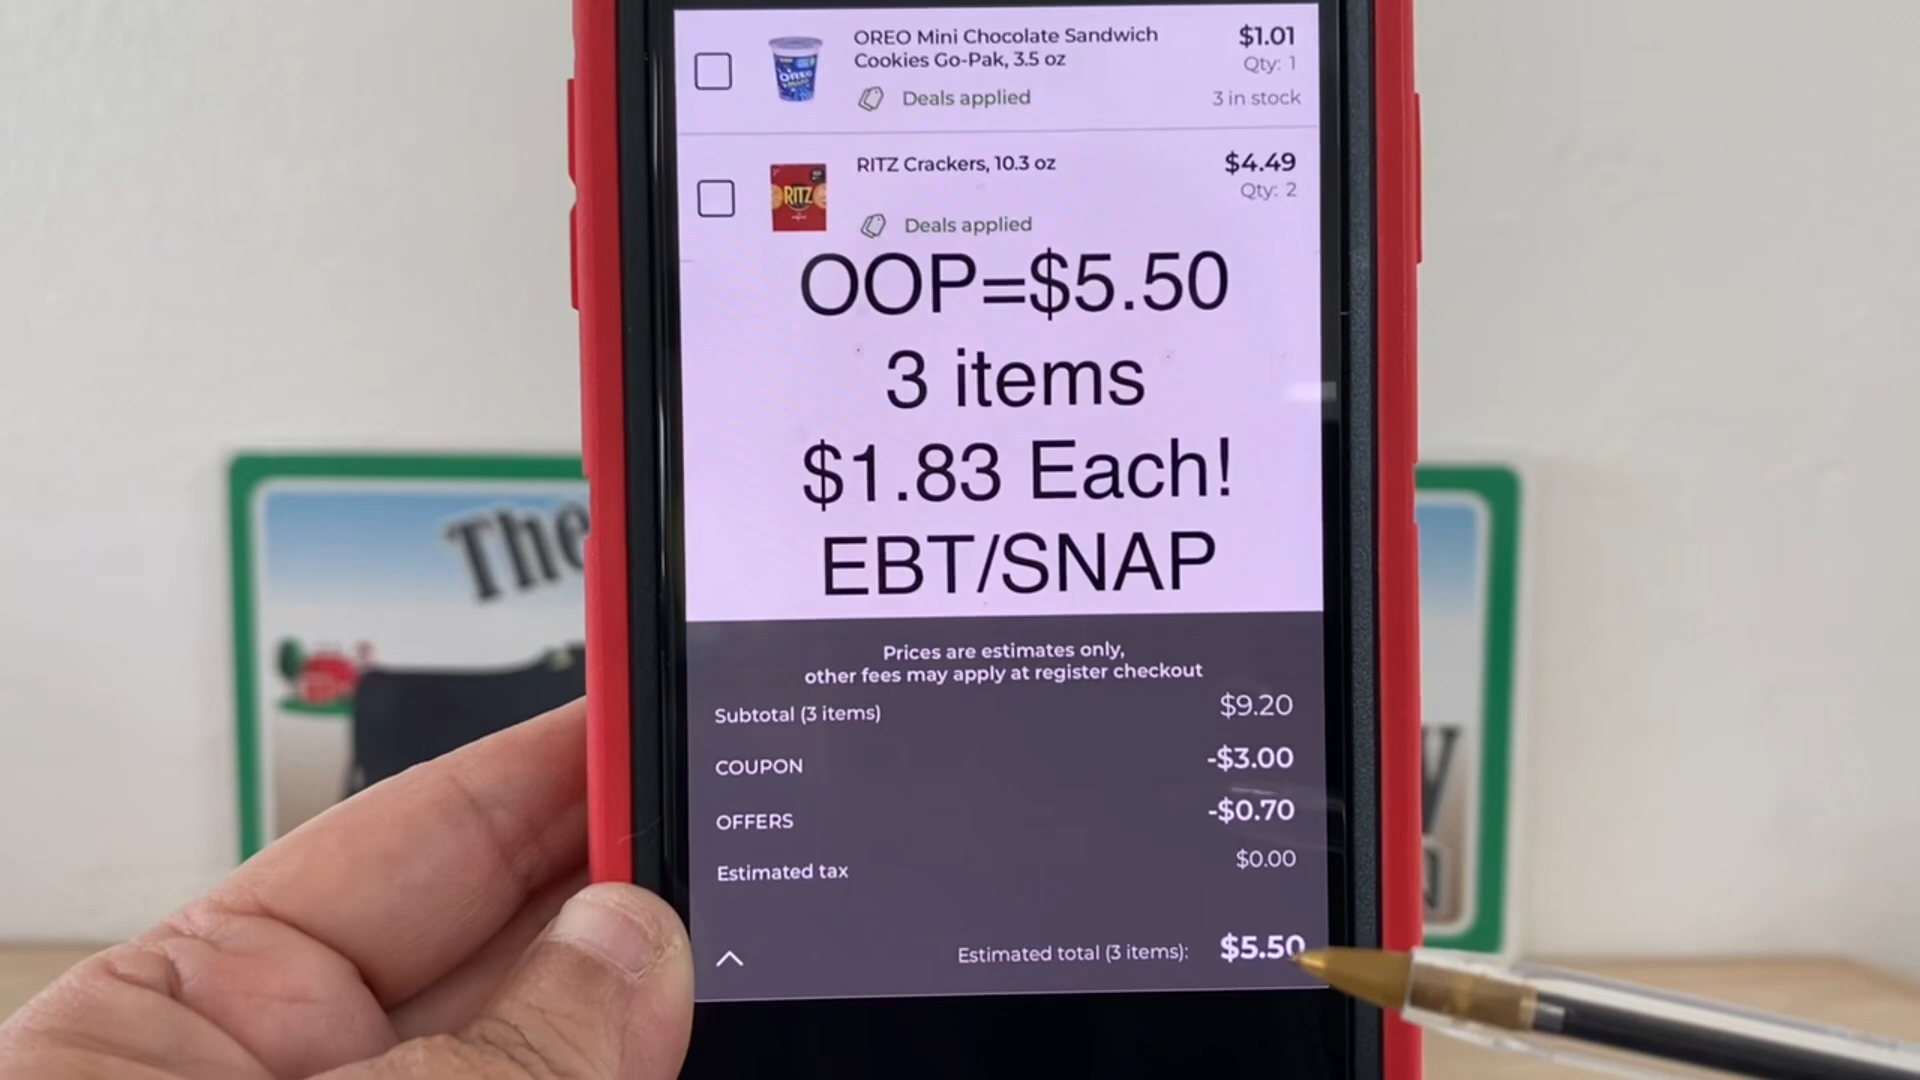 OREO Mini Chocolate Sandwich
Cookies Go-Pak, 3.5 oz
$1.01
Qty: 1
OREO
Deals applied
3 in stock
RITZ Crackers, 10.3 oz
$4.49
Qty: 2
RITZ
Deals applied
OOP=$5.50
3 items
$1.83 Each!
EBT/SNAP
Prices are estimates only,
other fees may apply at register checkout
Subtotal (3 items) $9.20
COUPON -$3.00
OFFERS -$0.70
Estimated tax $0.00
Estimated total (3 items): $5.50
The